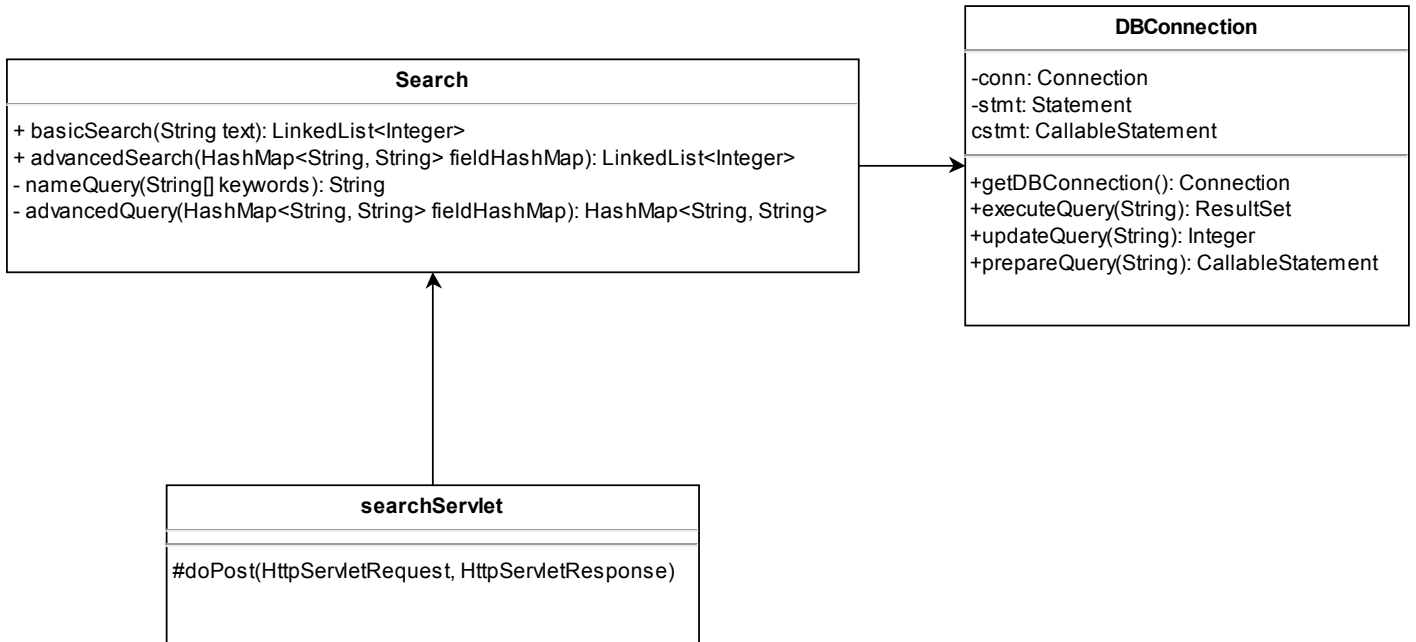 DBConnection
-conn: Connection
-stmt: Statement
cstmt: CallableStatement
+getDBConnection(): Connection
+executeQuery(String): ResultSet
+updateQuery(String): Integer
+prepareQuery(String): CallableStatement
Search
+ basicSearch(String text): LinkedList<Integer>
+ advancedSearch(HashMap<String, String> fieldHashMap): LinkedList<Integer>
- nameQuery(String[] keywords): String
- advancedQuery(HashMap<String, String> fieldHashMap): HashMap<String, String>
searchServlet
#doPost(HttpServletRequest, HttpServletResponse)